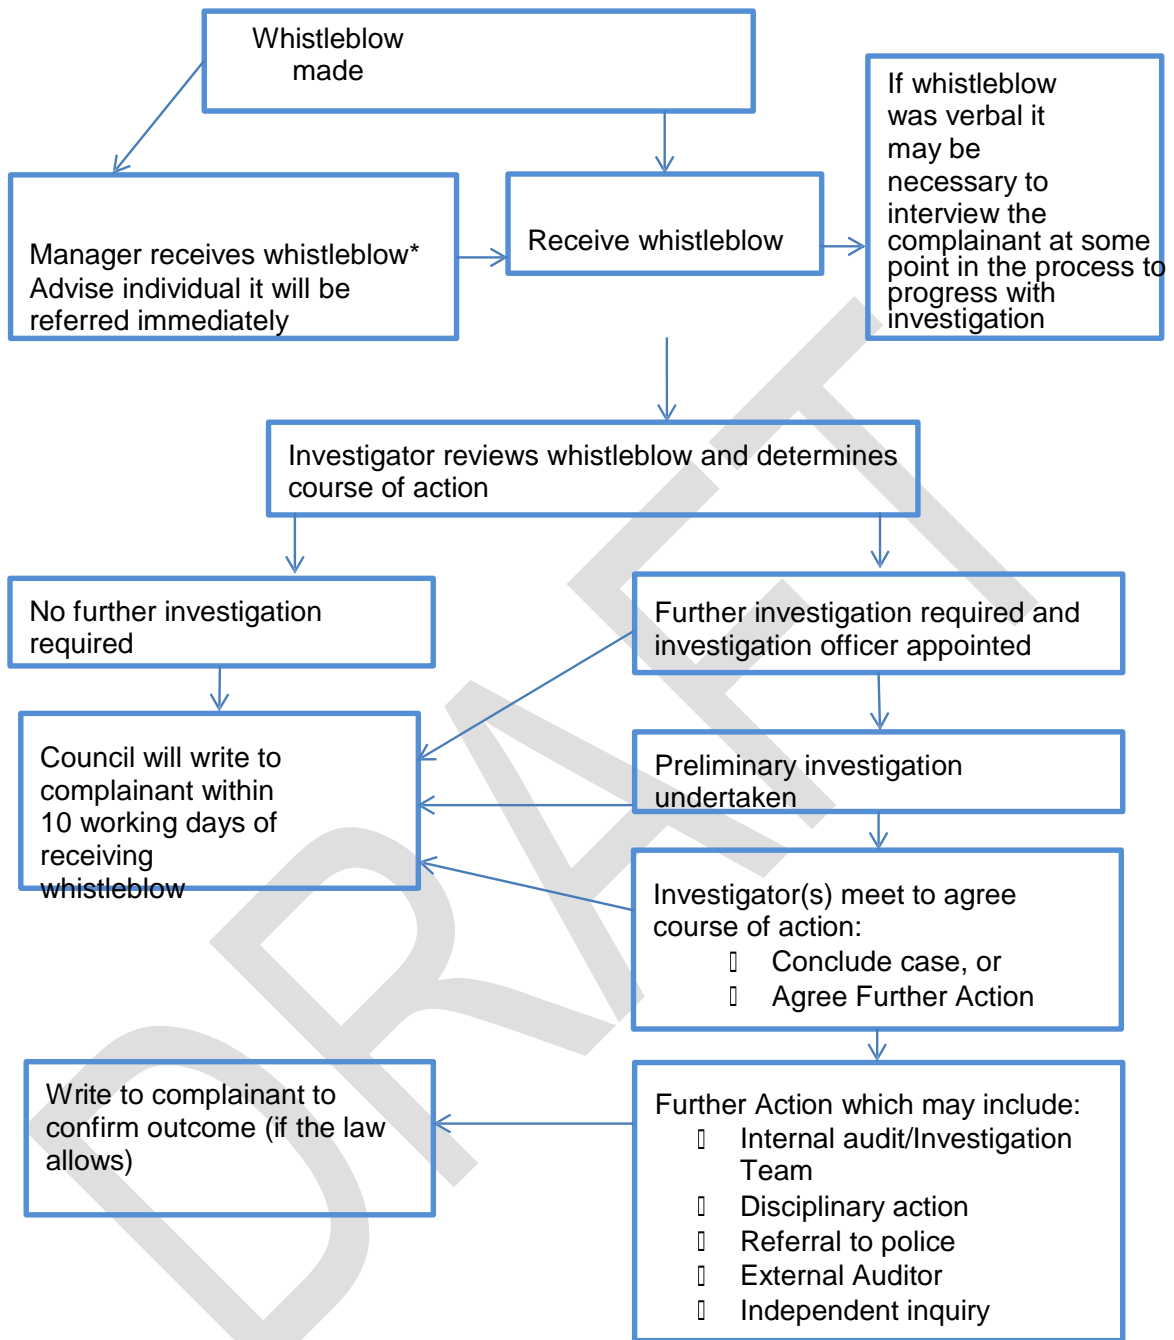 Whistleblow
made
If whistleblow
was verbal it
may be
necessary to
interview the
complainant at some
point in the process to
progress with
investigation
Manager receives whistleblow*
Advise individual it will be
referred immediately
Receive whistleblow
Investigator reviews whistleblow and determines
course of action
No further investigation
required
Further investigation required and
investigation officer appointed
Council will write to
complainant within
10 working days of
receiving
whistleblow
Preliminary investigation
undertaken
Investigator(s) meet to agree
course of action:
Conclude case, or
Agree Further Action
Write to complainant to
confirm outcome (if the law
allows)
Further Action which may include:
Internal audit/Investigation
Team
Disciplinary action
Referral to police
External Auditor
Independent inquiry
DRAFT